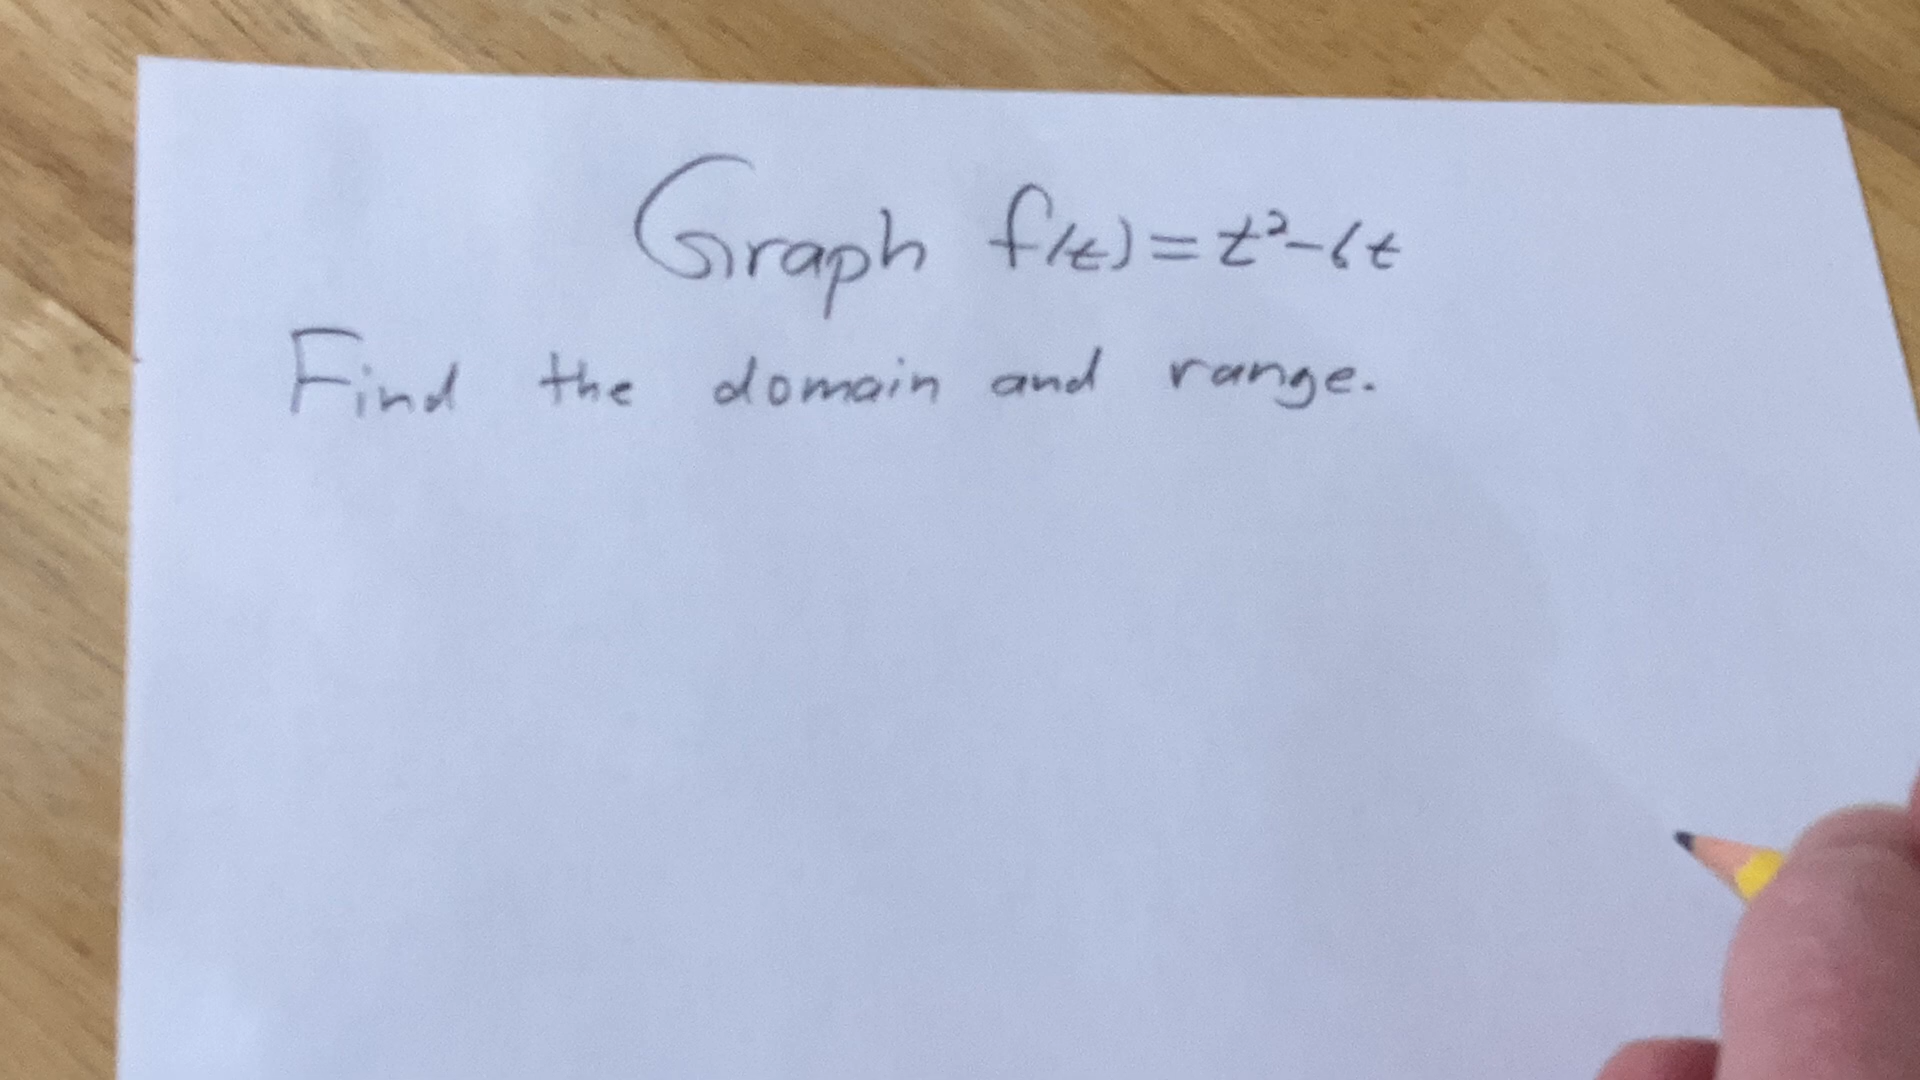 Graph f(t) = t²-6t
Find the domain and range.